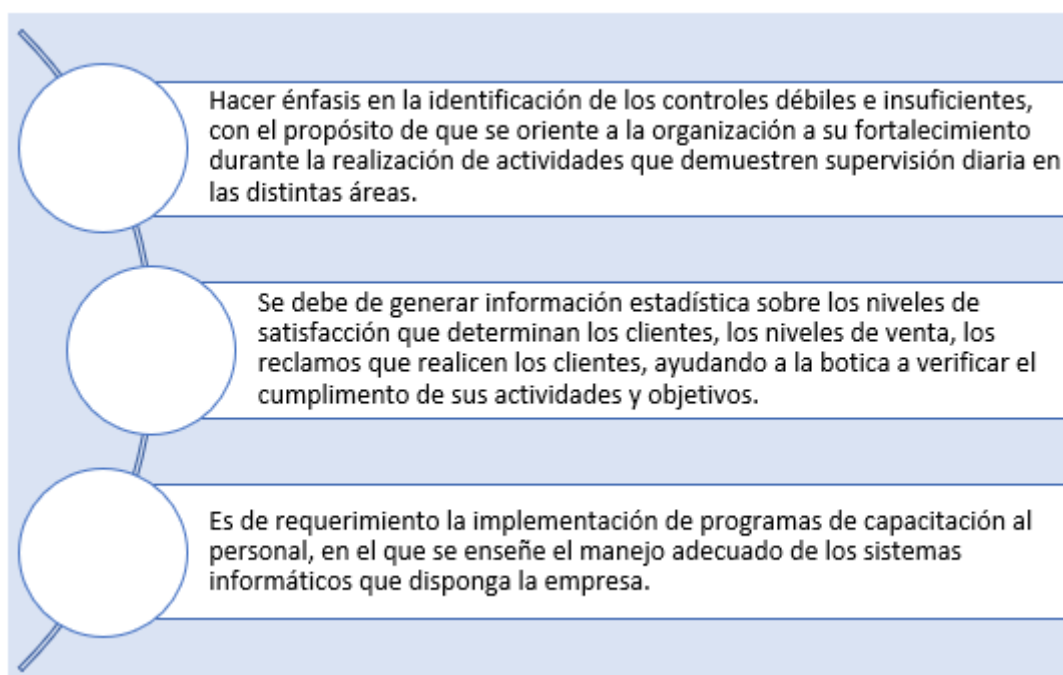 Hacer énfasis en la identificación de los controles débiles e insuficientes,
con el propósito de que se oriente a la organización a su fortalecimiento
durante la realización de actividades que demuestren supervisión diaria en
las distintas áreas.
Se debe de generar información estadística sobre los niveles de
satisfacción que determinan los clientes, los niveles de venta, los
reclamos que realicen los clientes, ayudando a la botica a verificar el
cumplimento de sus actividades y objetivos.
Es de requerimiento la implementación de programas de capacitación al
personal, en el que se enseñe el manejo adecuado de los sistemas
informáticos que disponga la empresa.